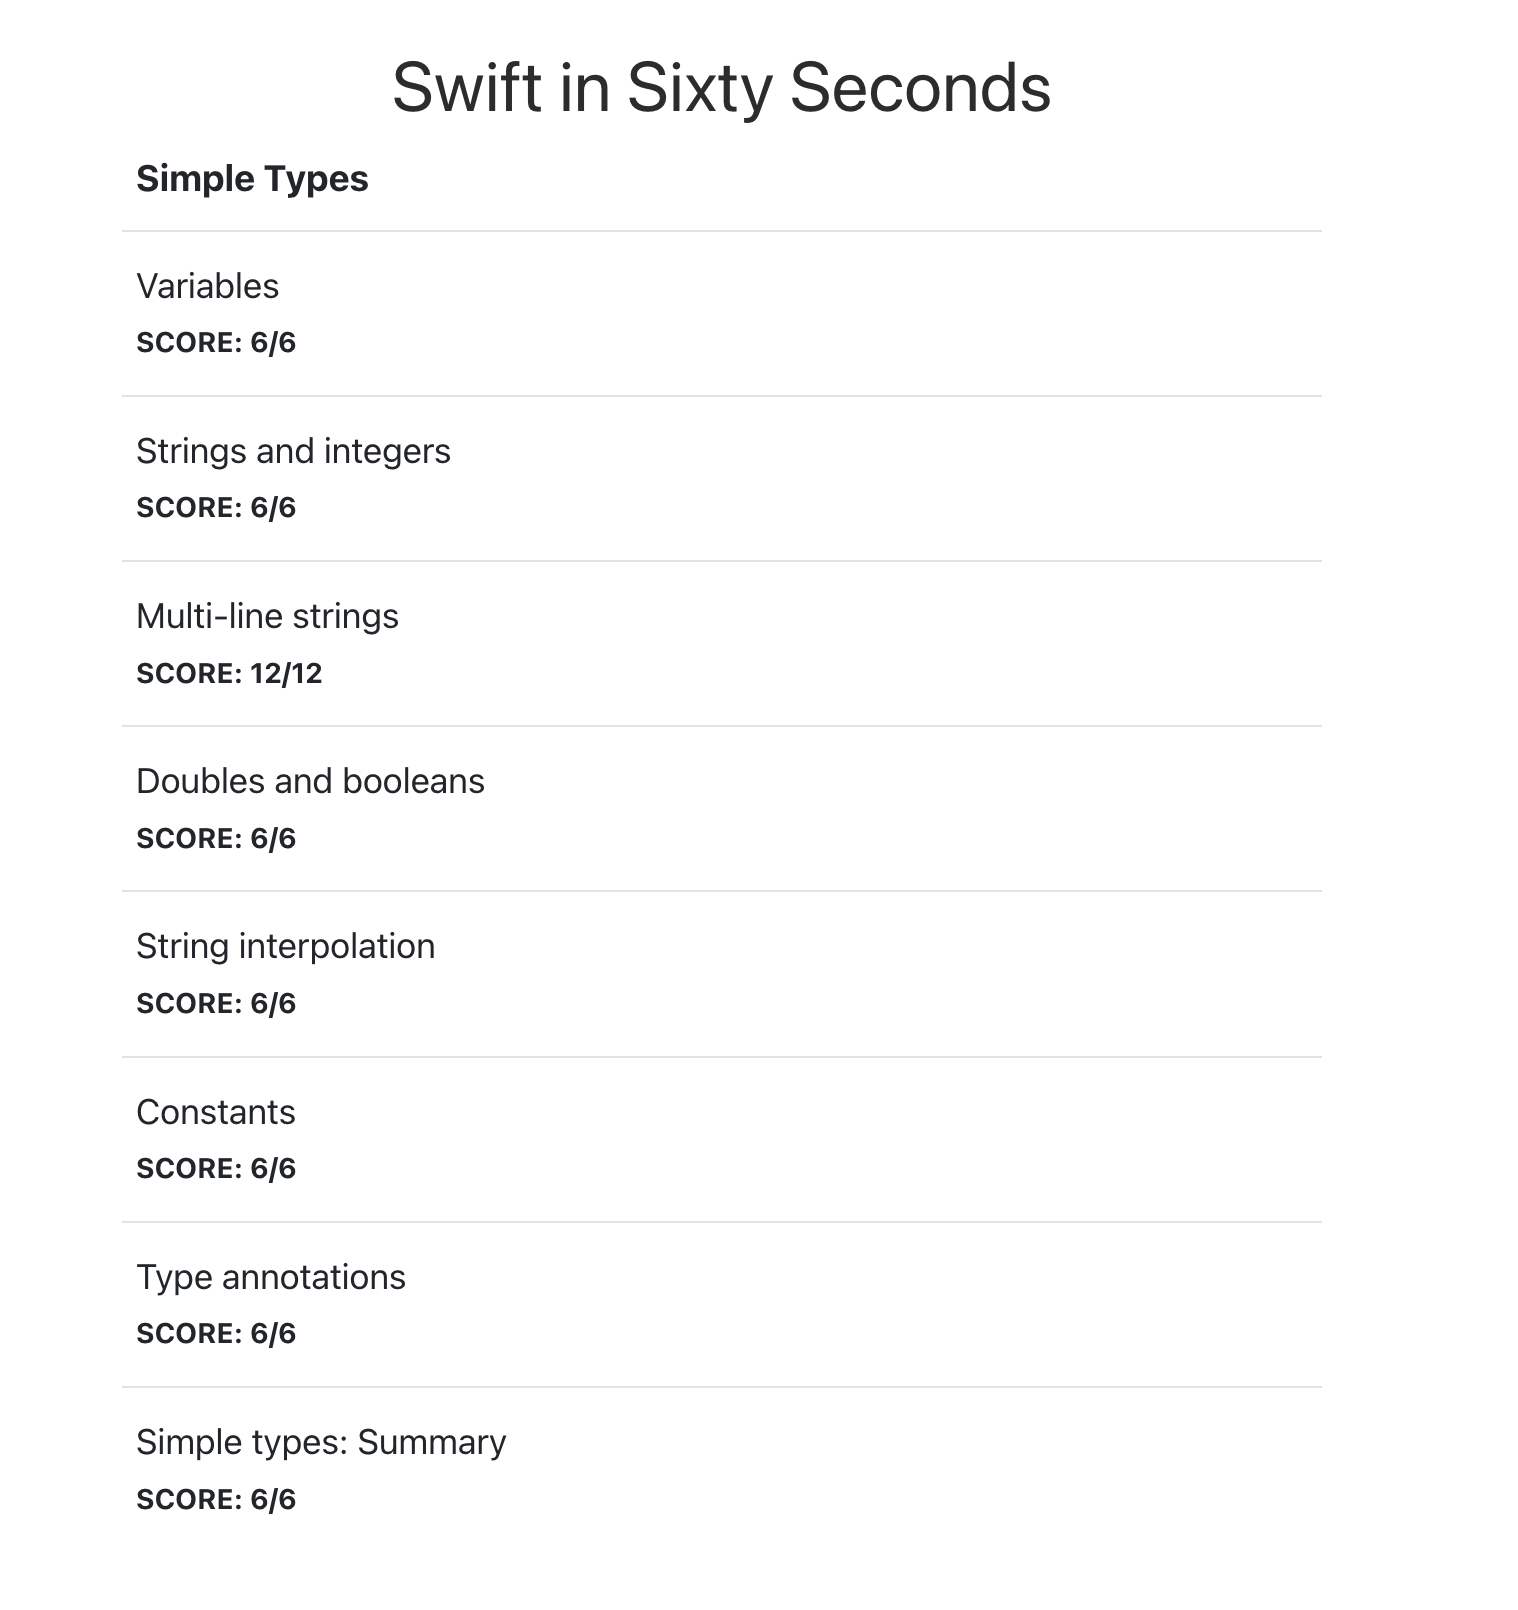 Swift in Sixty Seconds
Simple Types
Variables
SCORE: 6/6
Strings and integers
SCORE: 6/6
Multi-line strings
SCORE: 12/12
Doubles and booleans
SCORE: 6/6
String interpolation
SCORE: 6/6
Constants
SCORE: 6/6
Type annotations
SCORE: 6/6
Simple types: Summary
SCORE: 6/6